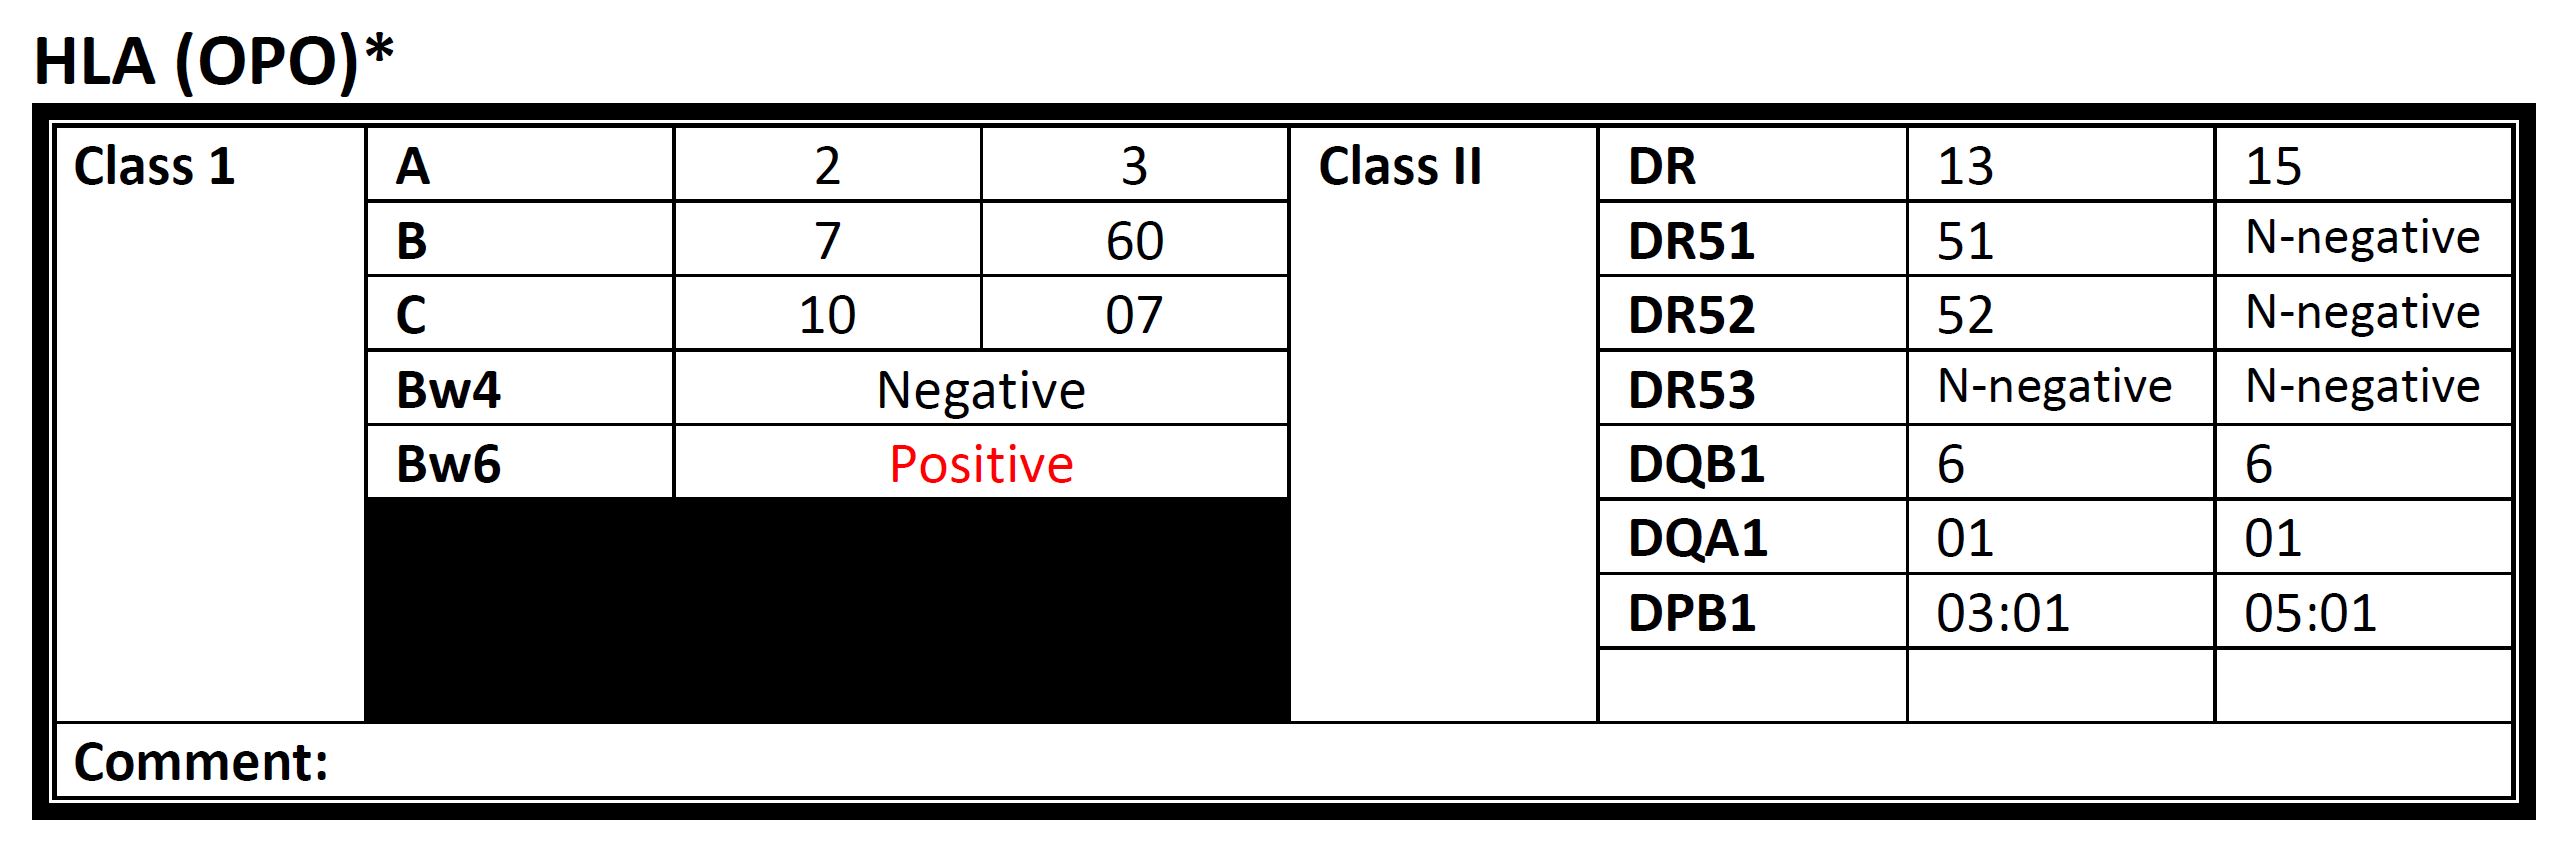 HLA (OPO)*
Class 1 A 2 3 Class II DR 13 15
B 7 60 DR51 51 N-negative
C 10 07 DR52 52 N-negative
Bw4 Negative DR53 N-negative N-negative
Bw6 Positive DQB1 6 6
DQA1 01 01
DPB1 03:01 05:01
Comment: